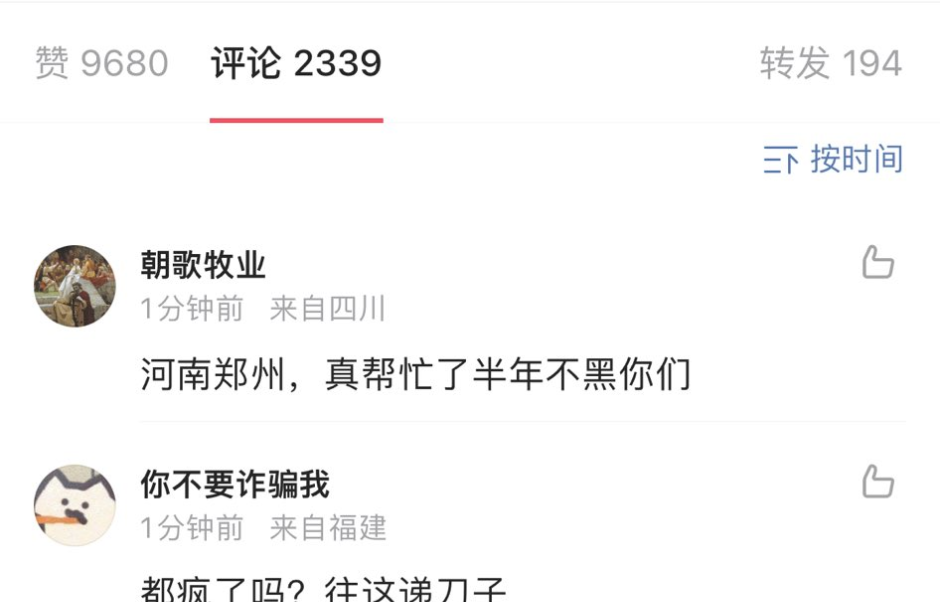 赞 9680 评论 2339 转发 194
按时间
朝歌牧业
1分钟前 来自四川
河南郑州，真帮忙了半年不黑你们
你不要诈骗我
1分钟前 来自福建
都疯了吗？往这递刀子